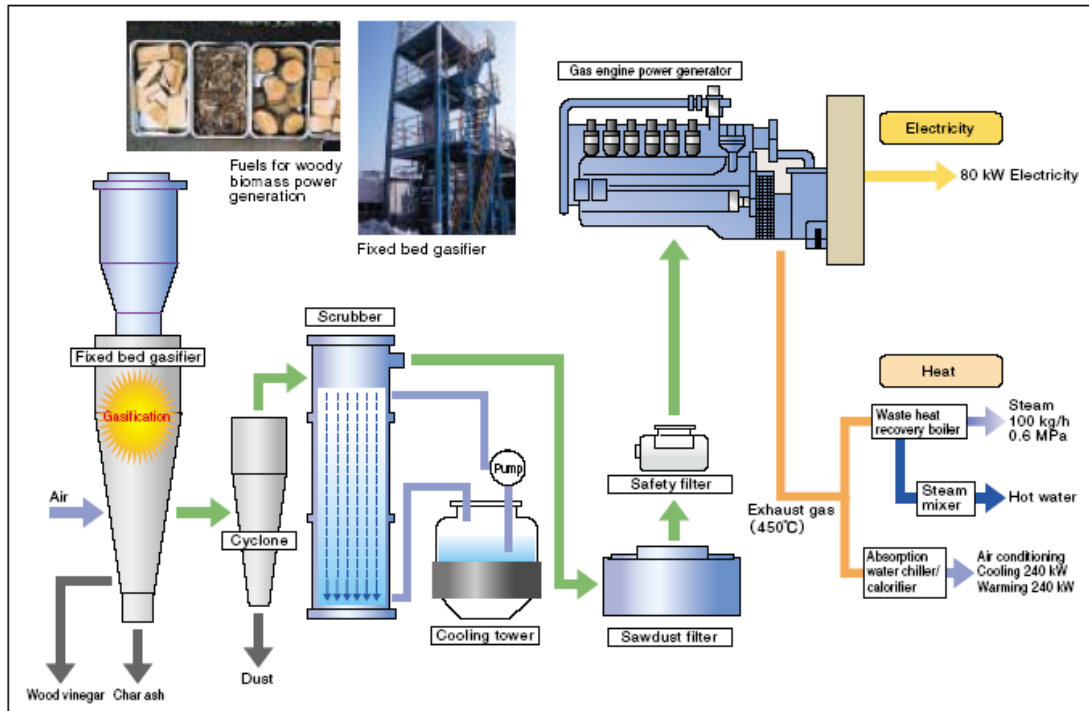 Fuels for woody
biomass power
generation
Fixed bed gasifier
Gas engine power generator
Electricity
80 kW Electricity
Scrubber
Fixed bed gasifier
Gasification
Air
Cyclone
Pump
Cooling tower
Safety filter
Sawdust filter
Wood vinegar
Char ash
Dust
Exhaust gas
(450℃)
Heat
Waste heat
recovery boiler
Steam
100 kg/h
0.6 MPa
Steam
mixer
Hot water
Absorption
water chiller/
calorifier
Air conditioning
Cooling 240 kW
Warming 240 kW